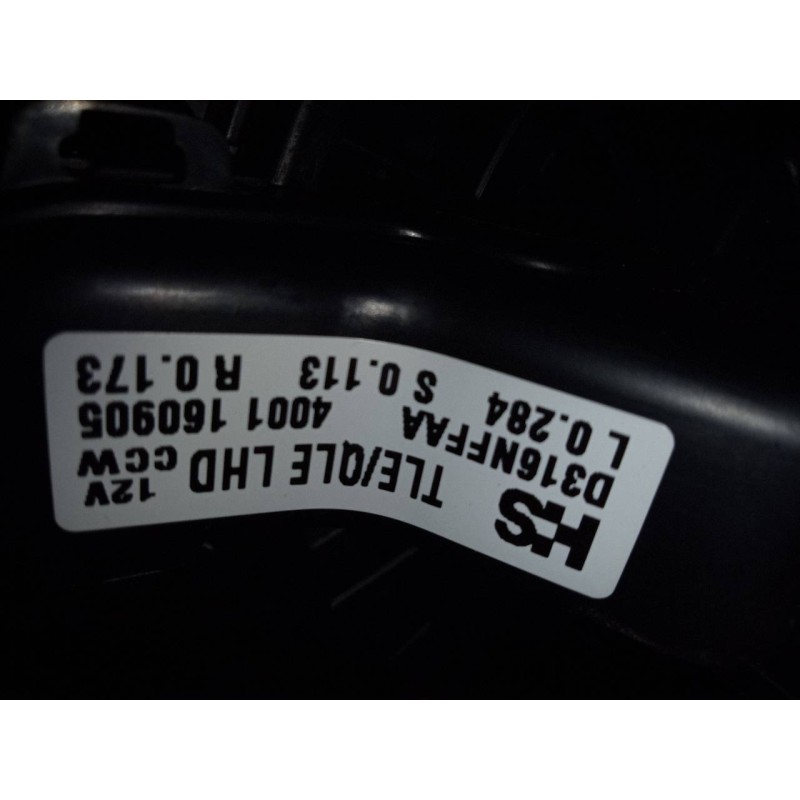 HS TLE/QLE LHD 12V CCW
D316NFFAA 4001 160905
L 0.284 S 0.113 R 0.173